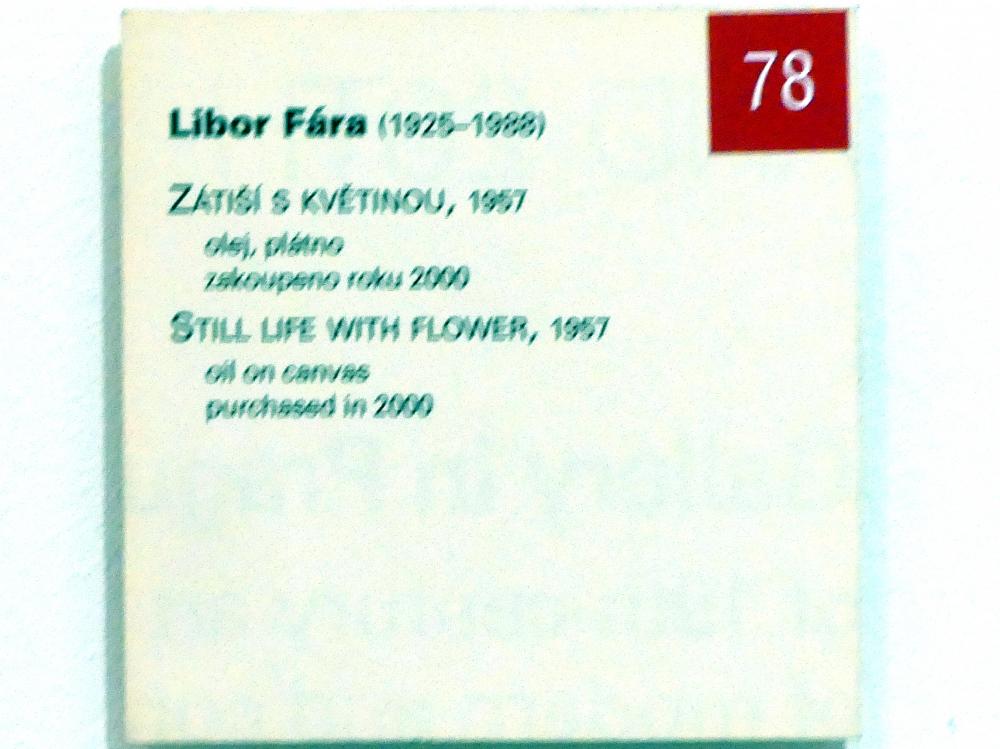 78
Libor Fára (1925–1988)
ZÁTIŠÍ S KVĚTINOU, 1957
olej, plátno
zakoupeno roku 2000
STILL LIFE WITH FLOWER, 1957
oil on canvas
purchased in 2000